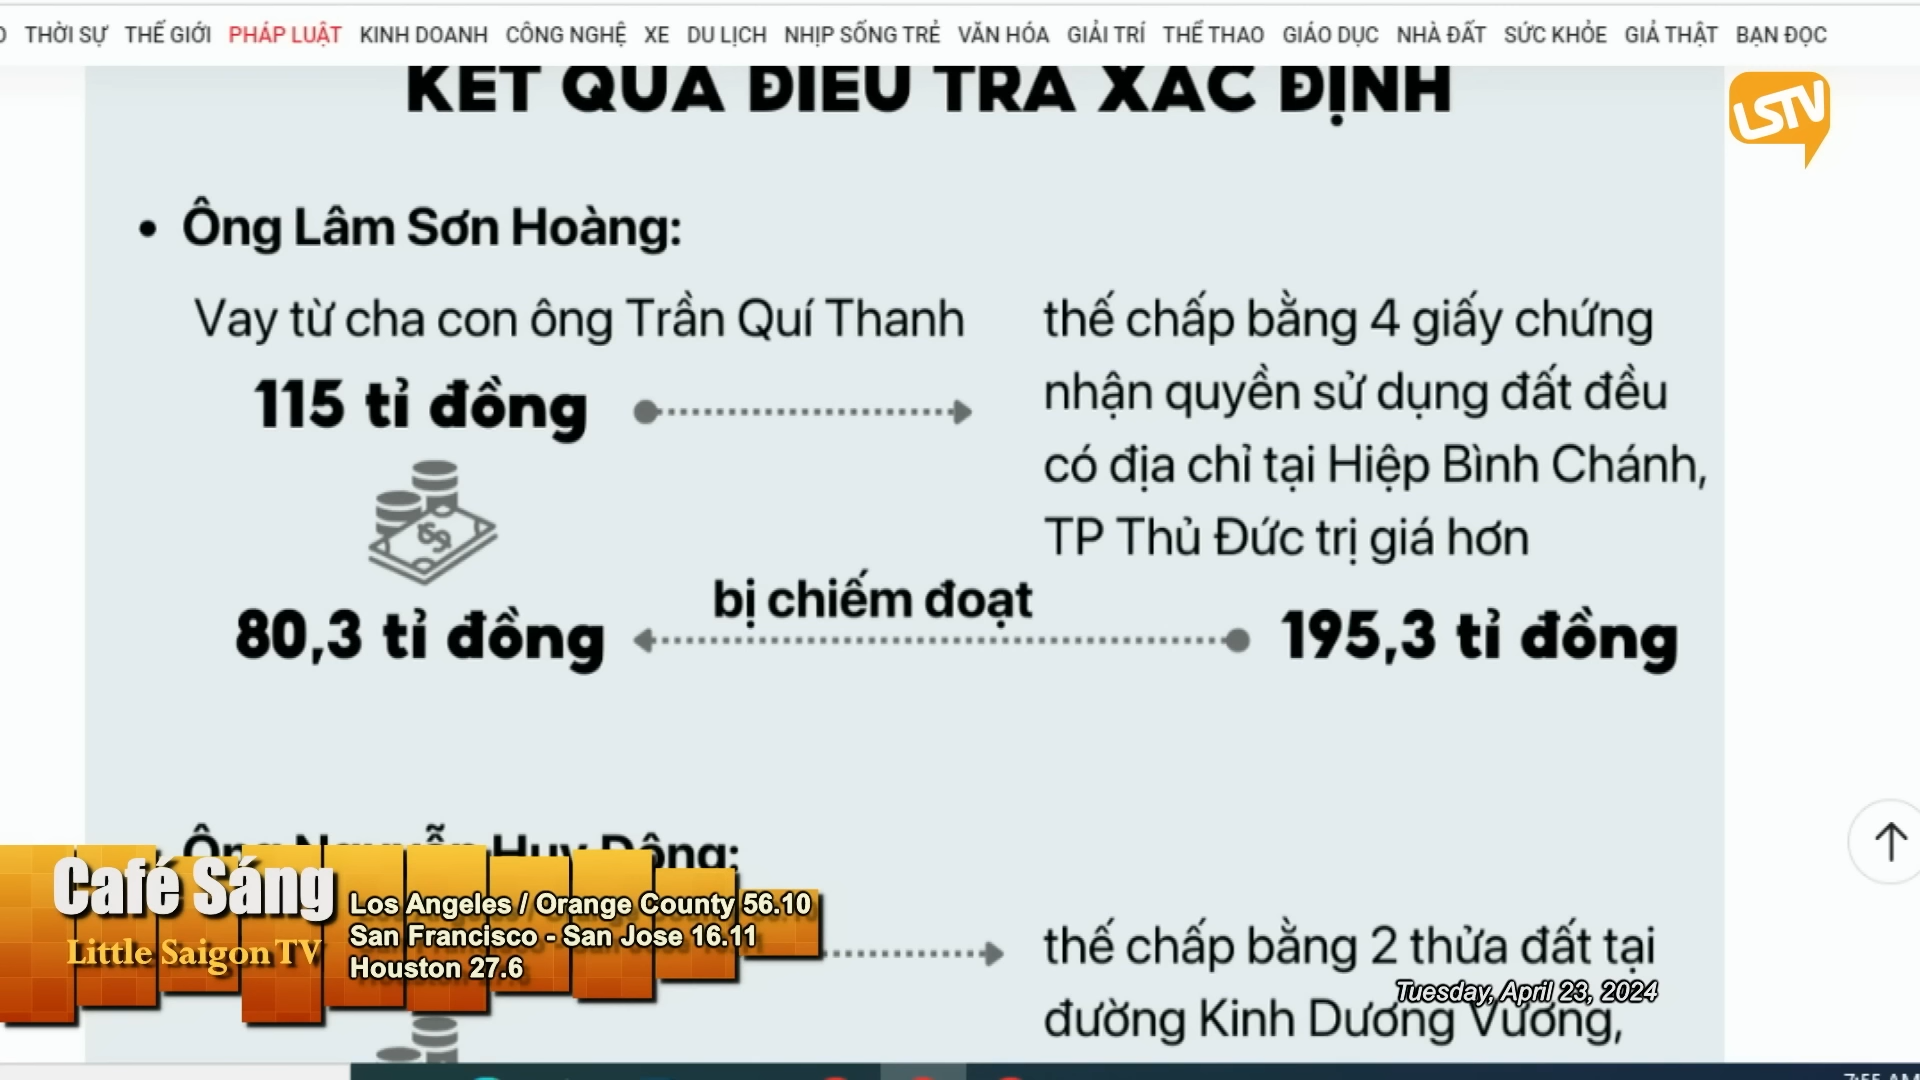 THỜI SỰ THẾ GIỚI PHÁP LUẬT KINH DOANH CÔNG NGHỆ XE DU LỊCH NHỊP SỐNG TRẺ VĂN HÓA GIẢI TRÍ THỂ THAO GIÁO DỤC NHÀ ĐẤT SỨC KHỎE GIẢ THẬT BẠN ĐỌC
KẾT QUẢ ĐIỀU TRA XÁC ĐỊNH
LSTV
• Ông Lâm Sơn Hoàng:
Vay từ cha con ông Trần Quí Thanh
115 tỉ đồng
thế chấp bằng 4 giấy chứng
nhận quyền sử dụng đất đều
có địa chỉ tại Hiệp Bình Chánh,
TP Thủ Đức trị giá hơn
bị chiếm đoạt
80,3 tỉ đồng
195,3 tỉ đồng
Ông Nguyễn Huy Đông:
Café Sáng
Little Saigon TV
Los Angeles / Orange County 56.10
San Francisco - San Jose 16.11
Houston 27.6
thế chấp bằng 2 thửa đất tại
Tuesday, April 23, 2024
đường Kinh Dương Vương,